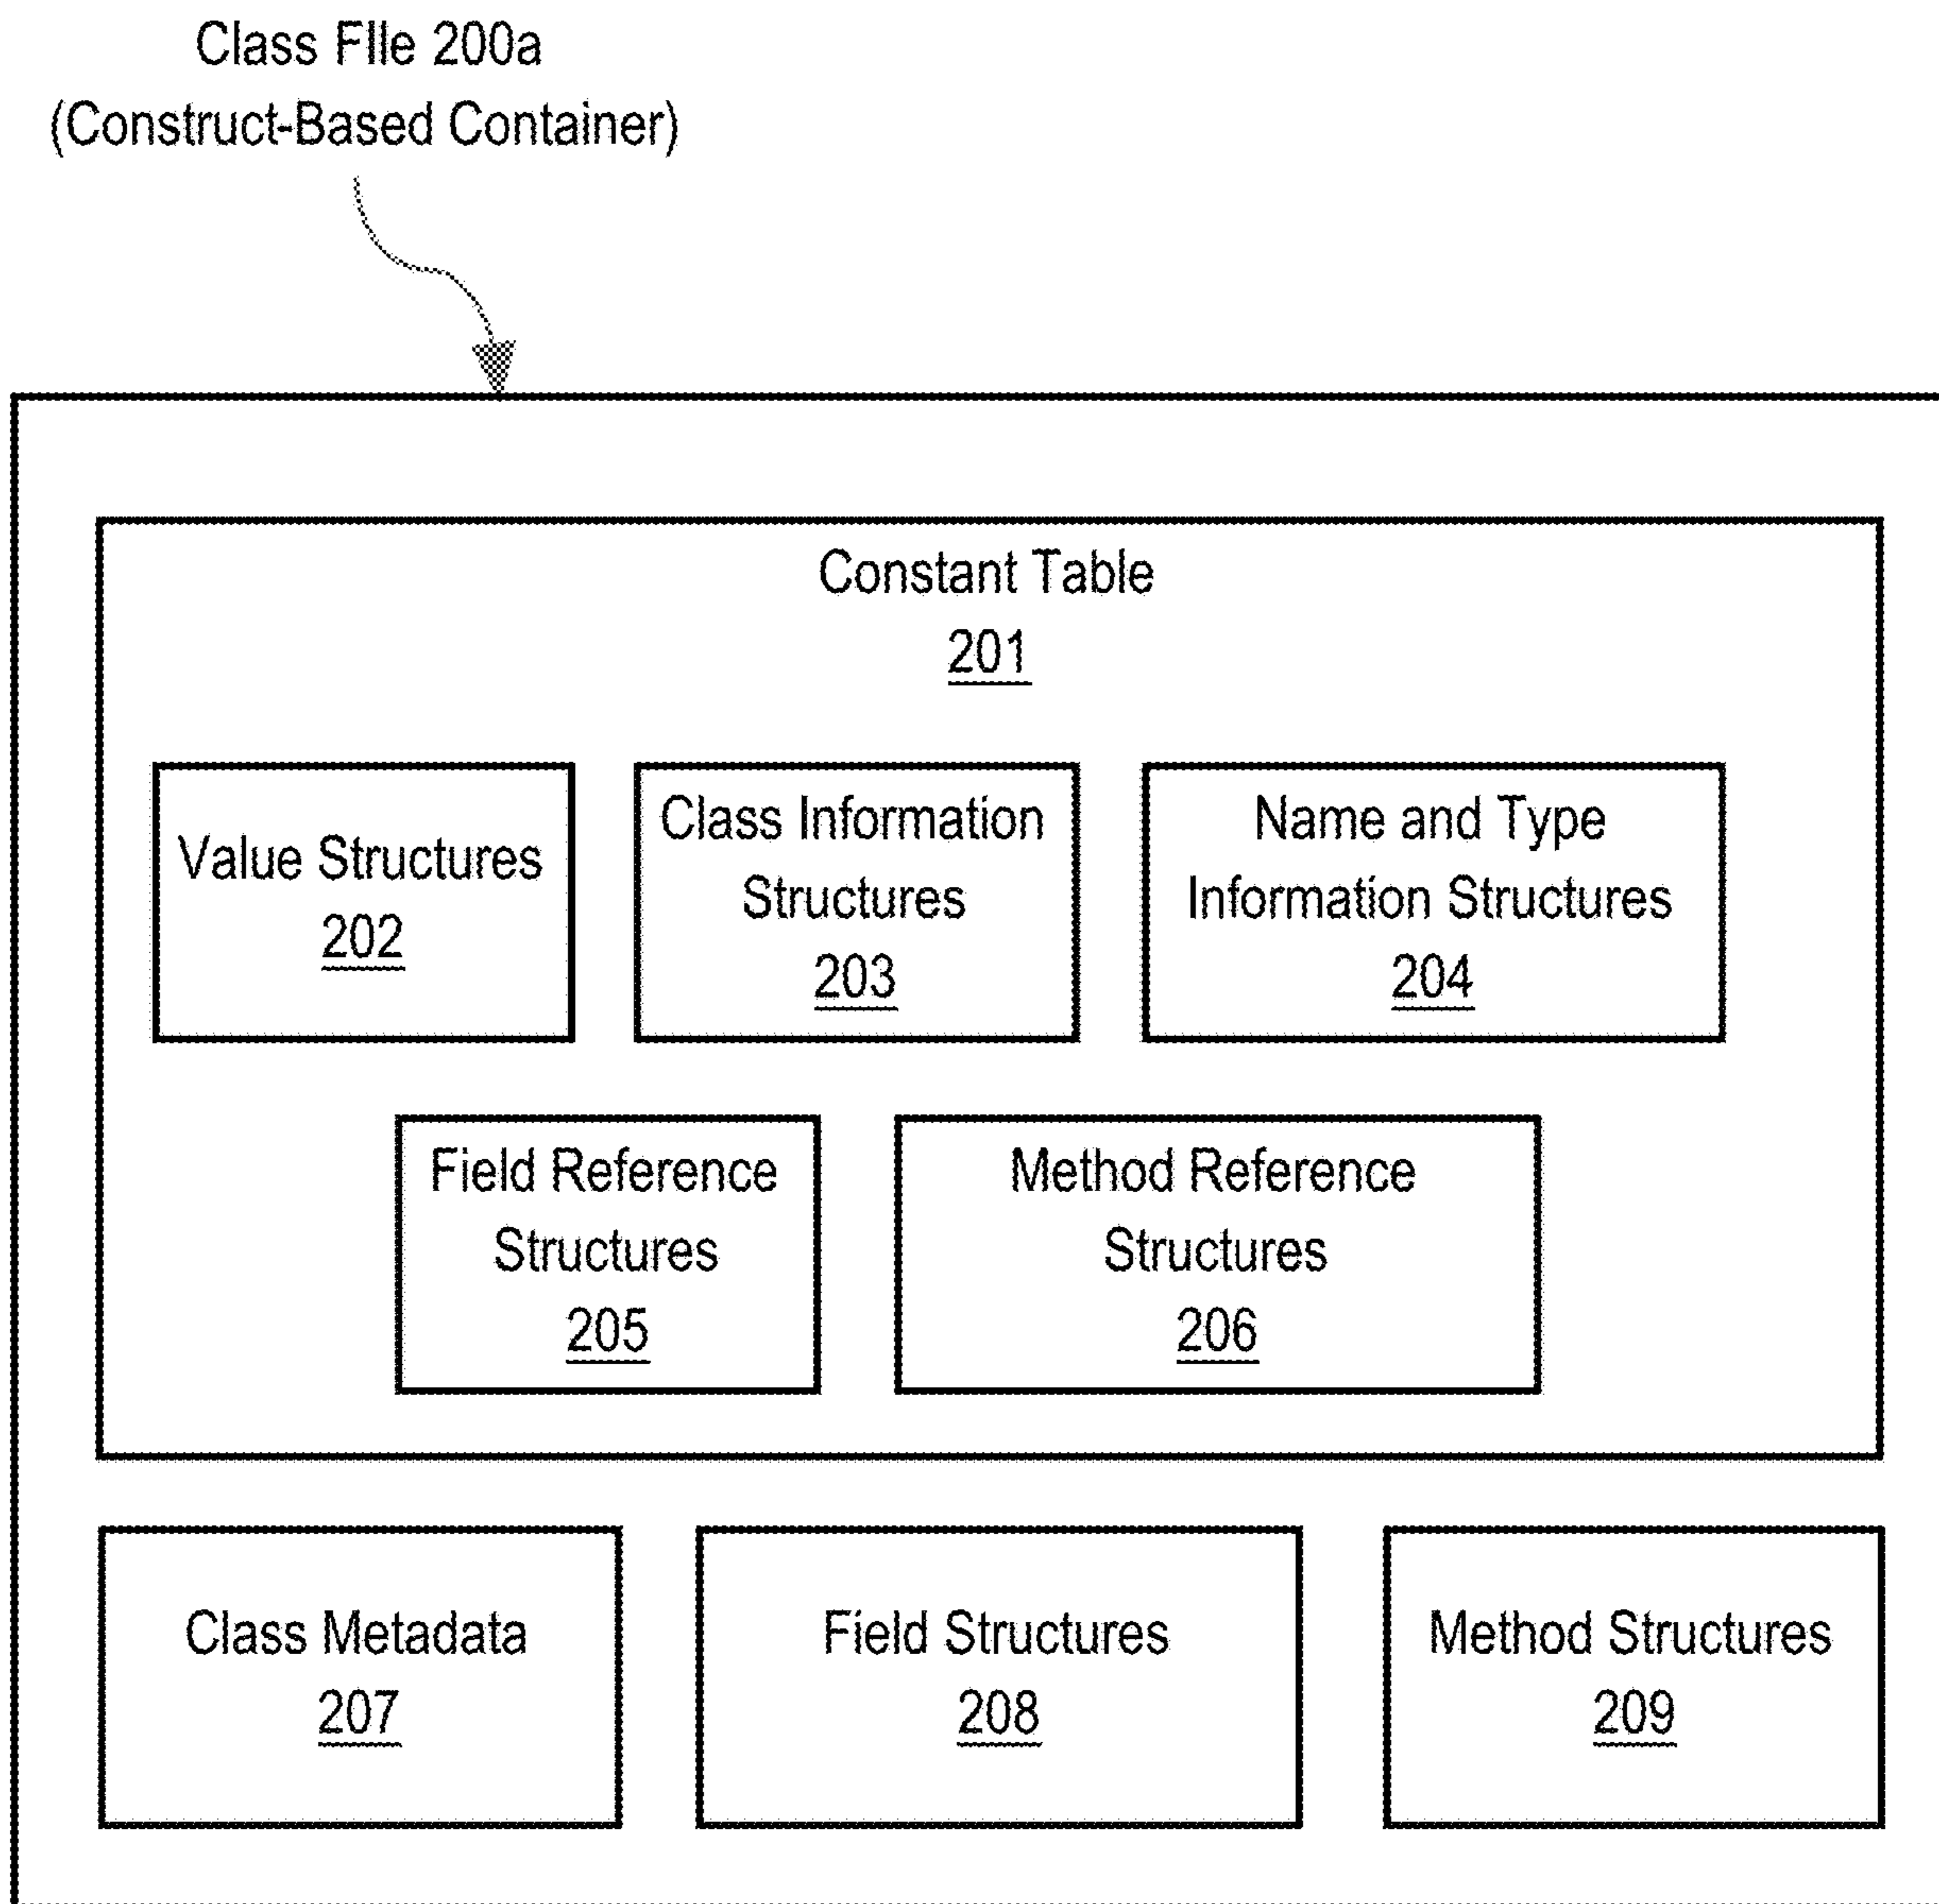 Class FIle 200a
(Construct-Based Container)
Constant Table
201
Value Structures
202
Class Information
Structures
203
Name and Type
Information Structures
204
Field Reference
Structures
205
Method Reference
Structures
206
Class Metadata
207
Field Structures
208
Method Structures
209